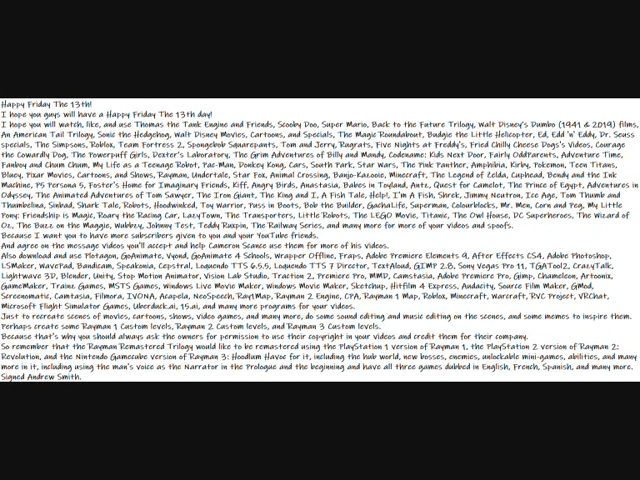 Happy Friday The 13th!
I hope you guys will have a Happy Friday The 13th day!
I hope you will watch, like, and use Thomas the Tank Engine and Friends, Scooby Doo, Super Mario, Back to the Future Trilogy, Walt Disney's Dumbo (1941 & 2019) films,
An American Tail Trilogy, Sonic the Hedgehog, Walt Disney Movies, Cartoons, and Specials, The Magic Roundabout, Budgie the Little Helicopter, Ed, Edd 'n' Eddy, Dr. Seuss
specials, The Simpsons, Roblox, Team Fortress 2, Spongebob Squarepants, Tom and Jerry, Rugrats, Five Nights at Freddy's, Fried Chilly Cheese Dogs's Videos, Courage
the Cowardly Dog, The Powerpuff Girls, Dexter's Laboratory, The Grim Adventures of Billy and Mandy, Codename: Kids Next Door, Fairly OddParents, Adventure Time,
Fanboy and Chum Chum, My Life as a Teenage Robot, Pac-Man, Donkey Kong, Cars, South Park, Star Wars, The Pink Panther, Amphibia, Kirby, Pokemon, Teen Titans,
Bluey, Pixar Movies, Cartoons, and Shows, Rayman, Undertale, Star Fox, Animal Crossing, Banjo-Kazooie, Minecraft, The Legend of Zelda, Cuphead, Bendy and the Ink
Machine, PS Persona 5, Foster's Home for Imaginary Friends, Kiff, Angry Birds, Anastasia, Babes in Toyland, Antz, Quest for Camelot, The Prince of Egypt, Adventures in
Odyssey, The Animated Adventures of Tom Sawyer, The Iron Giant, The King and I, A Fish Tale, Help!, I'm A Fish, Shrek, Jimmy Neutron, Ice Age, Tom Thumb and
Thumbelina, Sinbad, Shark Tale, Robots, Hoodwinked, Toy Warrior, Puss in Boots, Bob the Builder, GachaLife, Superman, Colourblocks, Mr. Men, Corn and Peg, My Little
Pony: Friendship is Magic, Roary the Racing Car, LazyTown, The Transporters, Little Robots, The LEGO Movie, Titanic, The Owl House, DC Superheroes, The Wizard of
Oz, The Buzz on the Maggie, Wubbzy, Johnny Test, Teddy Ruxpin, The Railway Series, and many more for more of your videos and spoofs.
Because I want you to have more subscribers given to you and your YouTube friends.
And agree on the message videos you'll accept and help Cameron Scance use them for more of his videos.
Also download and use Plotagon, GoAnimate, Vyond, GoAnimate 4 Schools, Wrapper Offline, Fraps, Adobe Premiere Elements 9, After Effects CS4, Adobe Photoshop,
LSMaker, WavePad, Bandicam, Speakonia, Cepstral, Loquendo TTS 6.5.5, Loquendo TTS 7 Director, TextAloud, GIMP 2.8, Sony Vegas Pro 11, TGATool2, CrazyTalk,
Lightwave 3D, Blender, Unity, Stop Motion Animator, Vision Lab Studio, Traction 2, Premiere Pro, MMD, Camstasia, Adobe Premiere Pro, Gimp, Chameleon, Artoonix,
GameMaker, Trainz Games, MSTS Games, Windows Live Movie Maker, Windows Movie Maker, Sketchup, Hitfilm 4 Express, Audacity, Source Film Maker, GMod,
Screenomatic, Camtasia, Filmora, IVONA, Acapela, NeoSpeech, Ray1Map, Rayman 2 Engine, CPA, Rayman 1 Map, Roblox, Minecraft, Warcraft, RVC Project, VRChat,
Microsoft Flight Simulator Games, Uberduck.ai, 15.ai, and many more programs for your videos.
Just to recreate scenes of movies, cartoons, shows, video games, and many more, do some sound editing and music editing on the scenes, and some memes to inspire them.
Perhaps create some Rayman 1 Custom levels, Rayman 2 Custom levels, and Rayman 3 Custom levels.
Because that's why you should always ask the owners for permission to use their copyright in your videos and credit them for their company.
So remember that the Rayman Remastered Trilogy would like to be remastered using the PlayStation 1 version of Rayman 1, the PlayStation 2 version of Rayman 2:
Revolution, and the Nintendo Gamecube version of Rayman 3: Hoodlum Havoc for it, including the hub world, new bosses, enemies, unlockable mini-games, abilities, and many
more in it, including using the man's voice as the Narrator in the Prologue and the beginning and have all three games dubbed in English, French, Spanish, and many more.
Signed Andrew Smith.